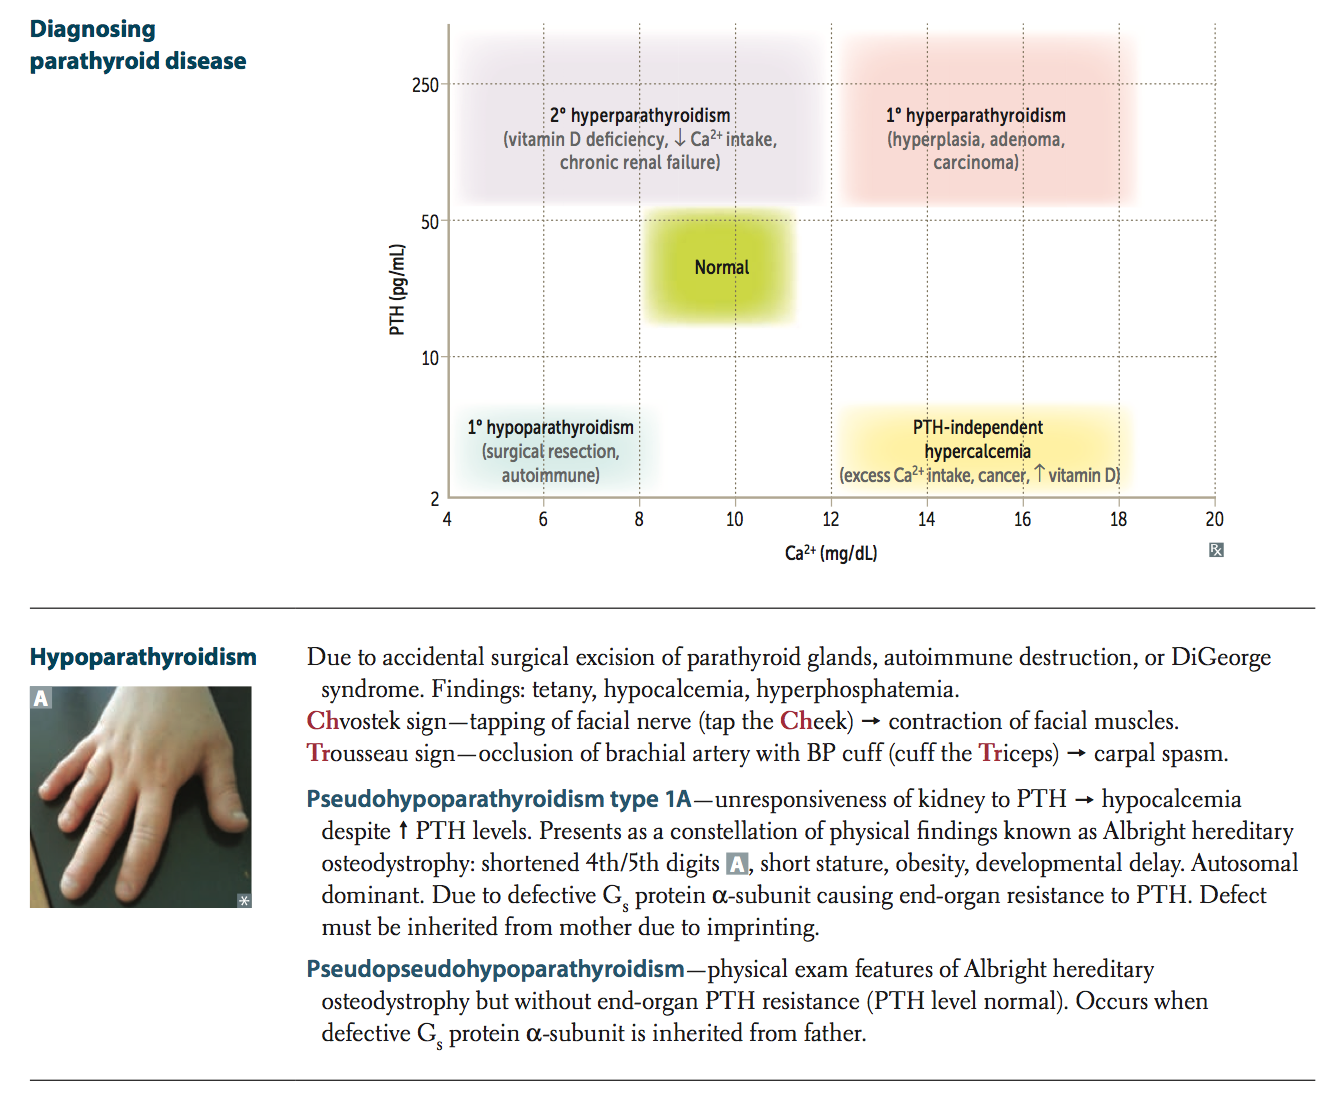 Diagnosing
parathyroid disease
250
50
10
2
PTH (pg/mL)
2° hyperparathyroidism
(vitamin D deficiency, ↓ Ca²⁺ intake,
chronic renal failure)
1° hyperparathyroidism
(hyperplasia, adenoma,
carcinoma)
Normal
1° hypoparathyroidism
(surgical resection,
autoimmune)
PTH-independent
hypercalcemia
(excess Ca²⁺ intake, cancer, ↑ vitamin D)
4 6 8 10 12 14 16 18 20
Ca²⁺ (mg/dL)
℞
Hypoparathyroidism
A
Due to accidental surgical excision of parathyroid glands, autoimmune destruction, or DiGeorge
syndrome. Findings: tetany, hypocalcemia, hyperphosphatemia.
Chvostek sign—tapping of facial nerve (tap the Cheek) → contraction of facial muscles.
Trousseau sign—occlusion of brachial artery with BP cuff (cuff the Triceps) → carpal spasm.
Pseudohypoparathyroidism type 1A—unresponsiveness of kidney to PTH → hypocalcemia
despite ↑ PTH levels. Presents as a constellation of physical findings known as Albright hereditary
osteodystrophy: shortened 4th/5th digits A, short stature, obesity, developmental delay. Autosomal
dominant. Due to defective Gₛ protein α-subunit causing end-organ resistance to PTH. Defect
must be inherited from mother due to imprinting.
Pseudopseudohypoparathyroidism—physical exam features of Albright hereditary
osteodystrophy but without end-organ PTH resistance (PTH level normal). Occurs when
defective Gₛ protein α-subunit is inherited from father.